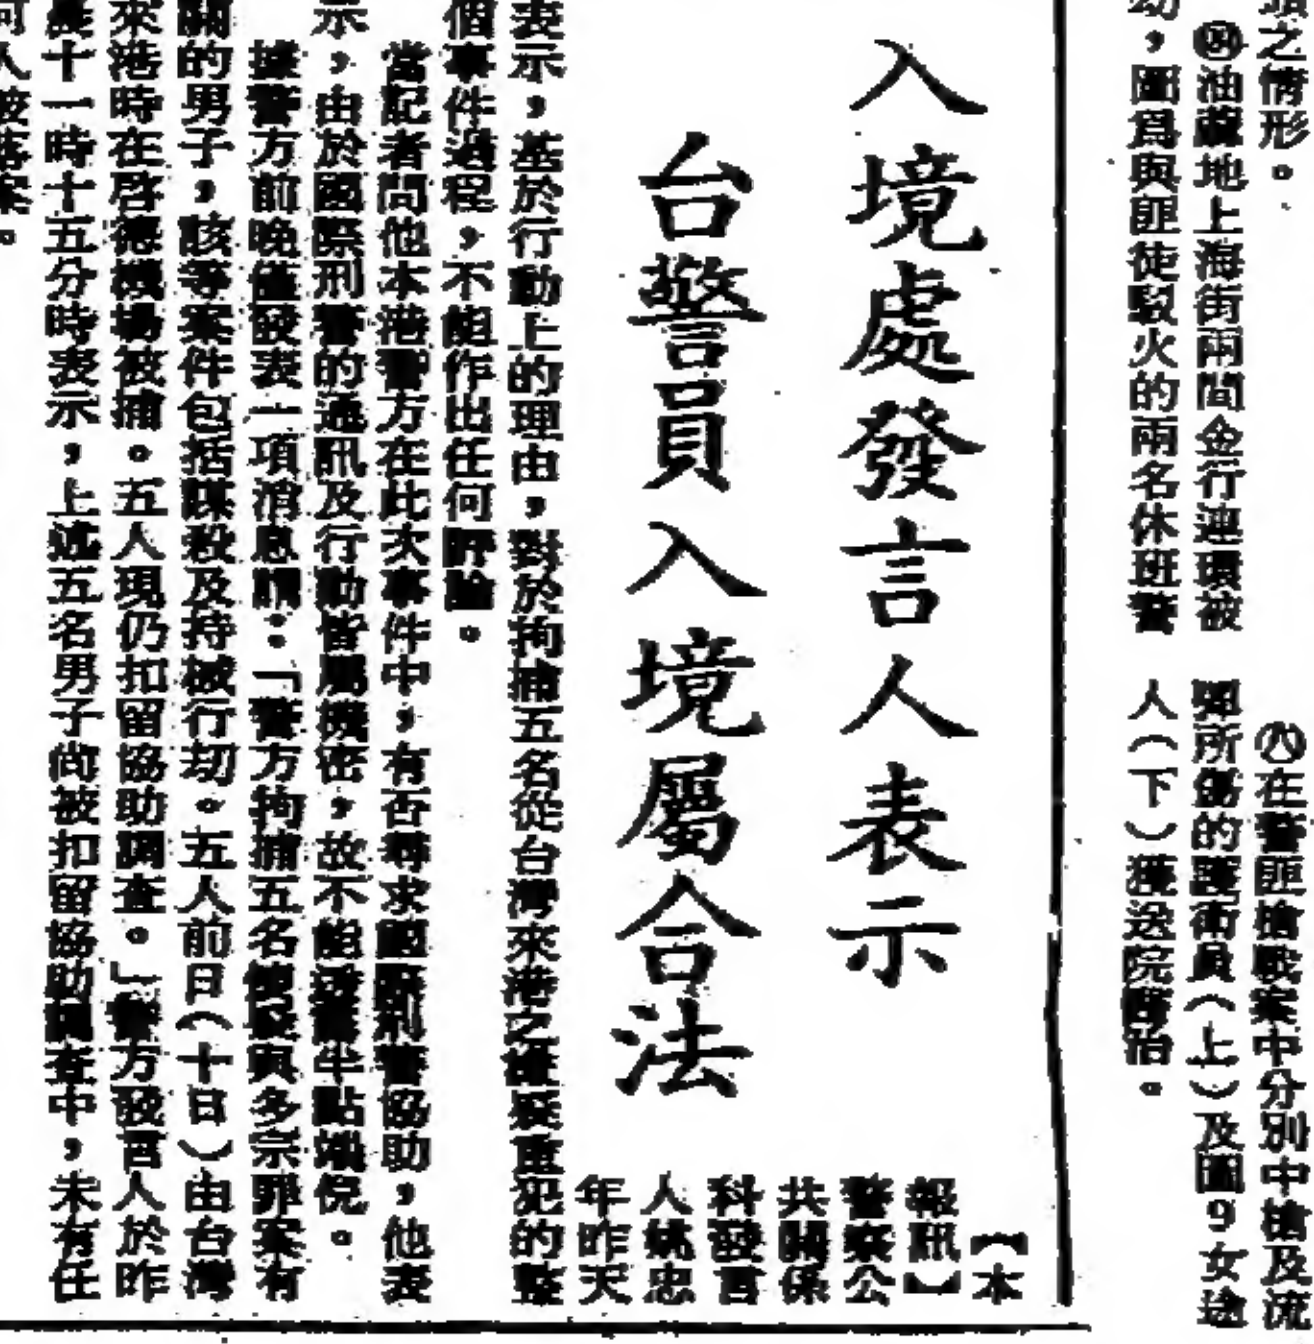 頭之情形。
㈣油蔴地上海街兩間金行連環被
劫，圖爲與匪徒駁火的兩名休班警
㈥在警匪槍戰案中分別中槍及流
彈所傷的護衛員（上）及圖9女途
人（下）獲送院醫治。
入境處發言人表示
台警員入境屬合法
【本
報訊】
警察公
共關係
科發言
人姚忠
年昨天
表示，基於行動上的理由，對於拘捕五名從台灣來港之嫌疑重犯的整
個事件過程，不能作出任何評論。
當記者問他本港警方在此次事件中，有否尋求國際刑警協助，他表
示，由於國際刑警的通訊及行動皆屬機密，故不能透露半點端倪。
據警方前晚僅發表一項消息謂：「警方拘捕五名懷疑與多宗罪案有
關的男子，該等案件包括謀殺及持械行刧。五人前日（十日）由台灣
來港時在啓德機場被捕。五人現仍扣留協助調查。」警方發言人於昨
晨十一時十五分時表示，上述五名男子尚被扣留協助調查中，未有任
何人被落案。